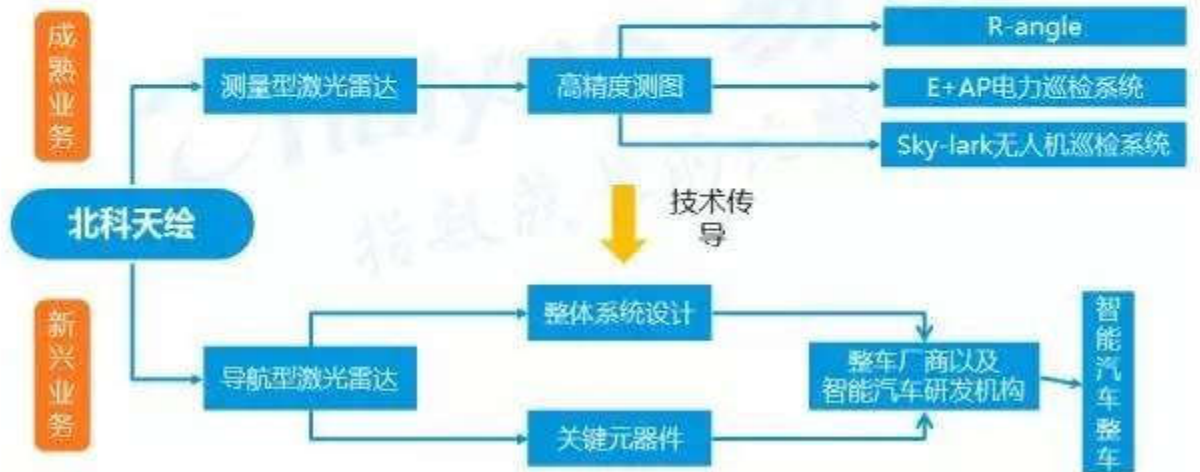 成熟业务
测量型激光雷达
高精度测图
R-angle
E+AP电力巡检系统
Sky-lark无人机巡检系统
北科天绘
技术传
导
新兴业务
导航型激光雷达
整体系统设计
关键元器件
整车厂商以及
智能汽车研发机构
智能汽车整车